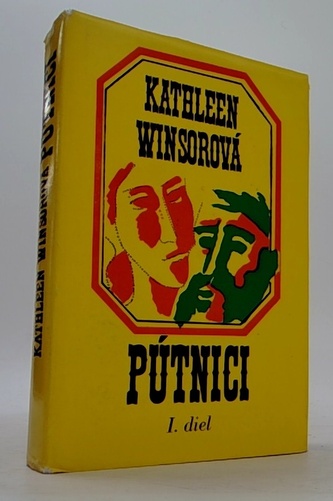 KATHLEEN
WINSOROVÁ
PÚTNICI
I. diel
KATHLEEN WINSOROVÁ PÚTNICI